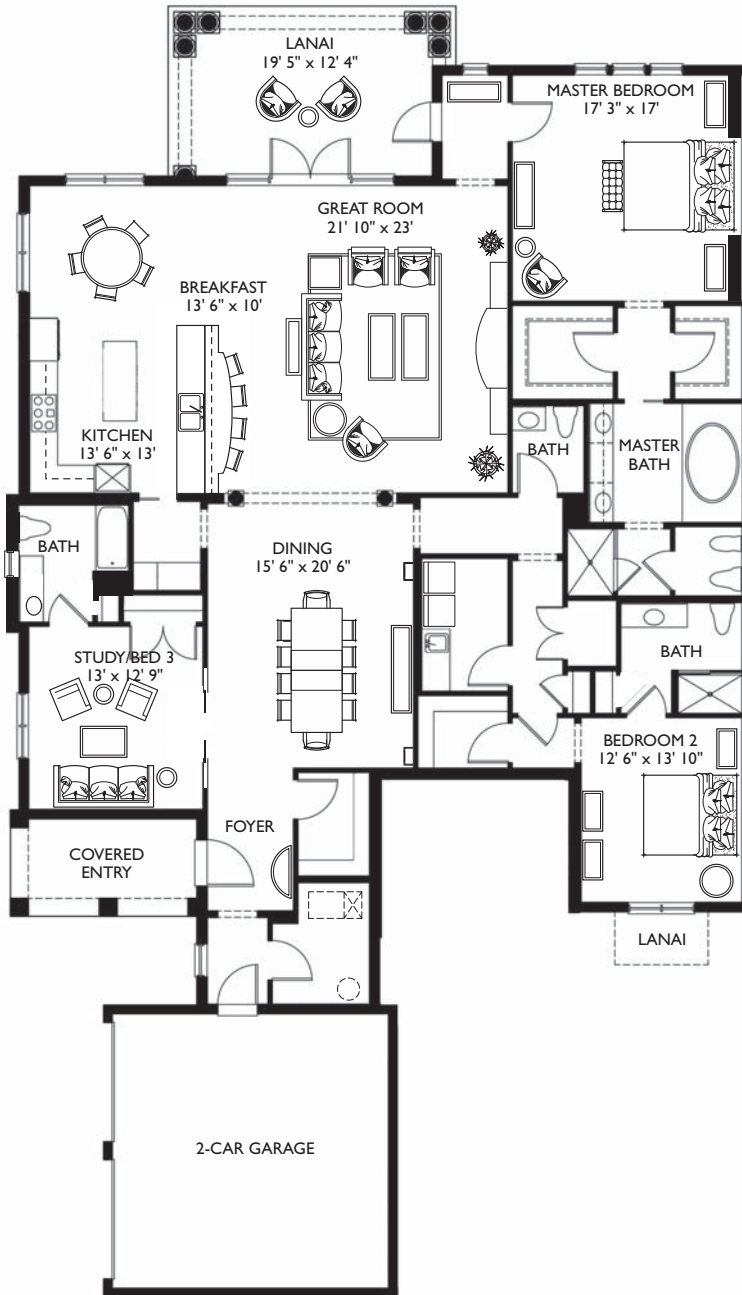 LANAI
19' 5" x 12' 4"
MASTER BEDROOM
17' 3" x 17'
GREAT ROOM
21' 10" x 23'
BREAKFAST
13' 6" x 10'
KITCHEN
13' 6" x 13'
BATH
MASTER
BATH
BATH
DINING
15' 6" x 20' 6"
STUDY/BED 3
13' x 12' 9"
BATH
BEDROOM 2
12' 6" x 13' 10"
FOYER
COVERED
ENTRY
LANAI
2-CAR GARAGE